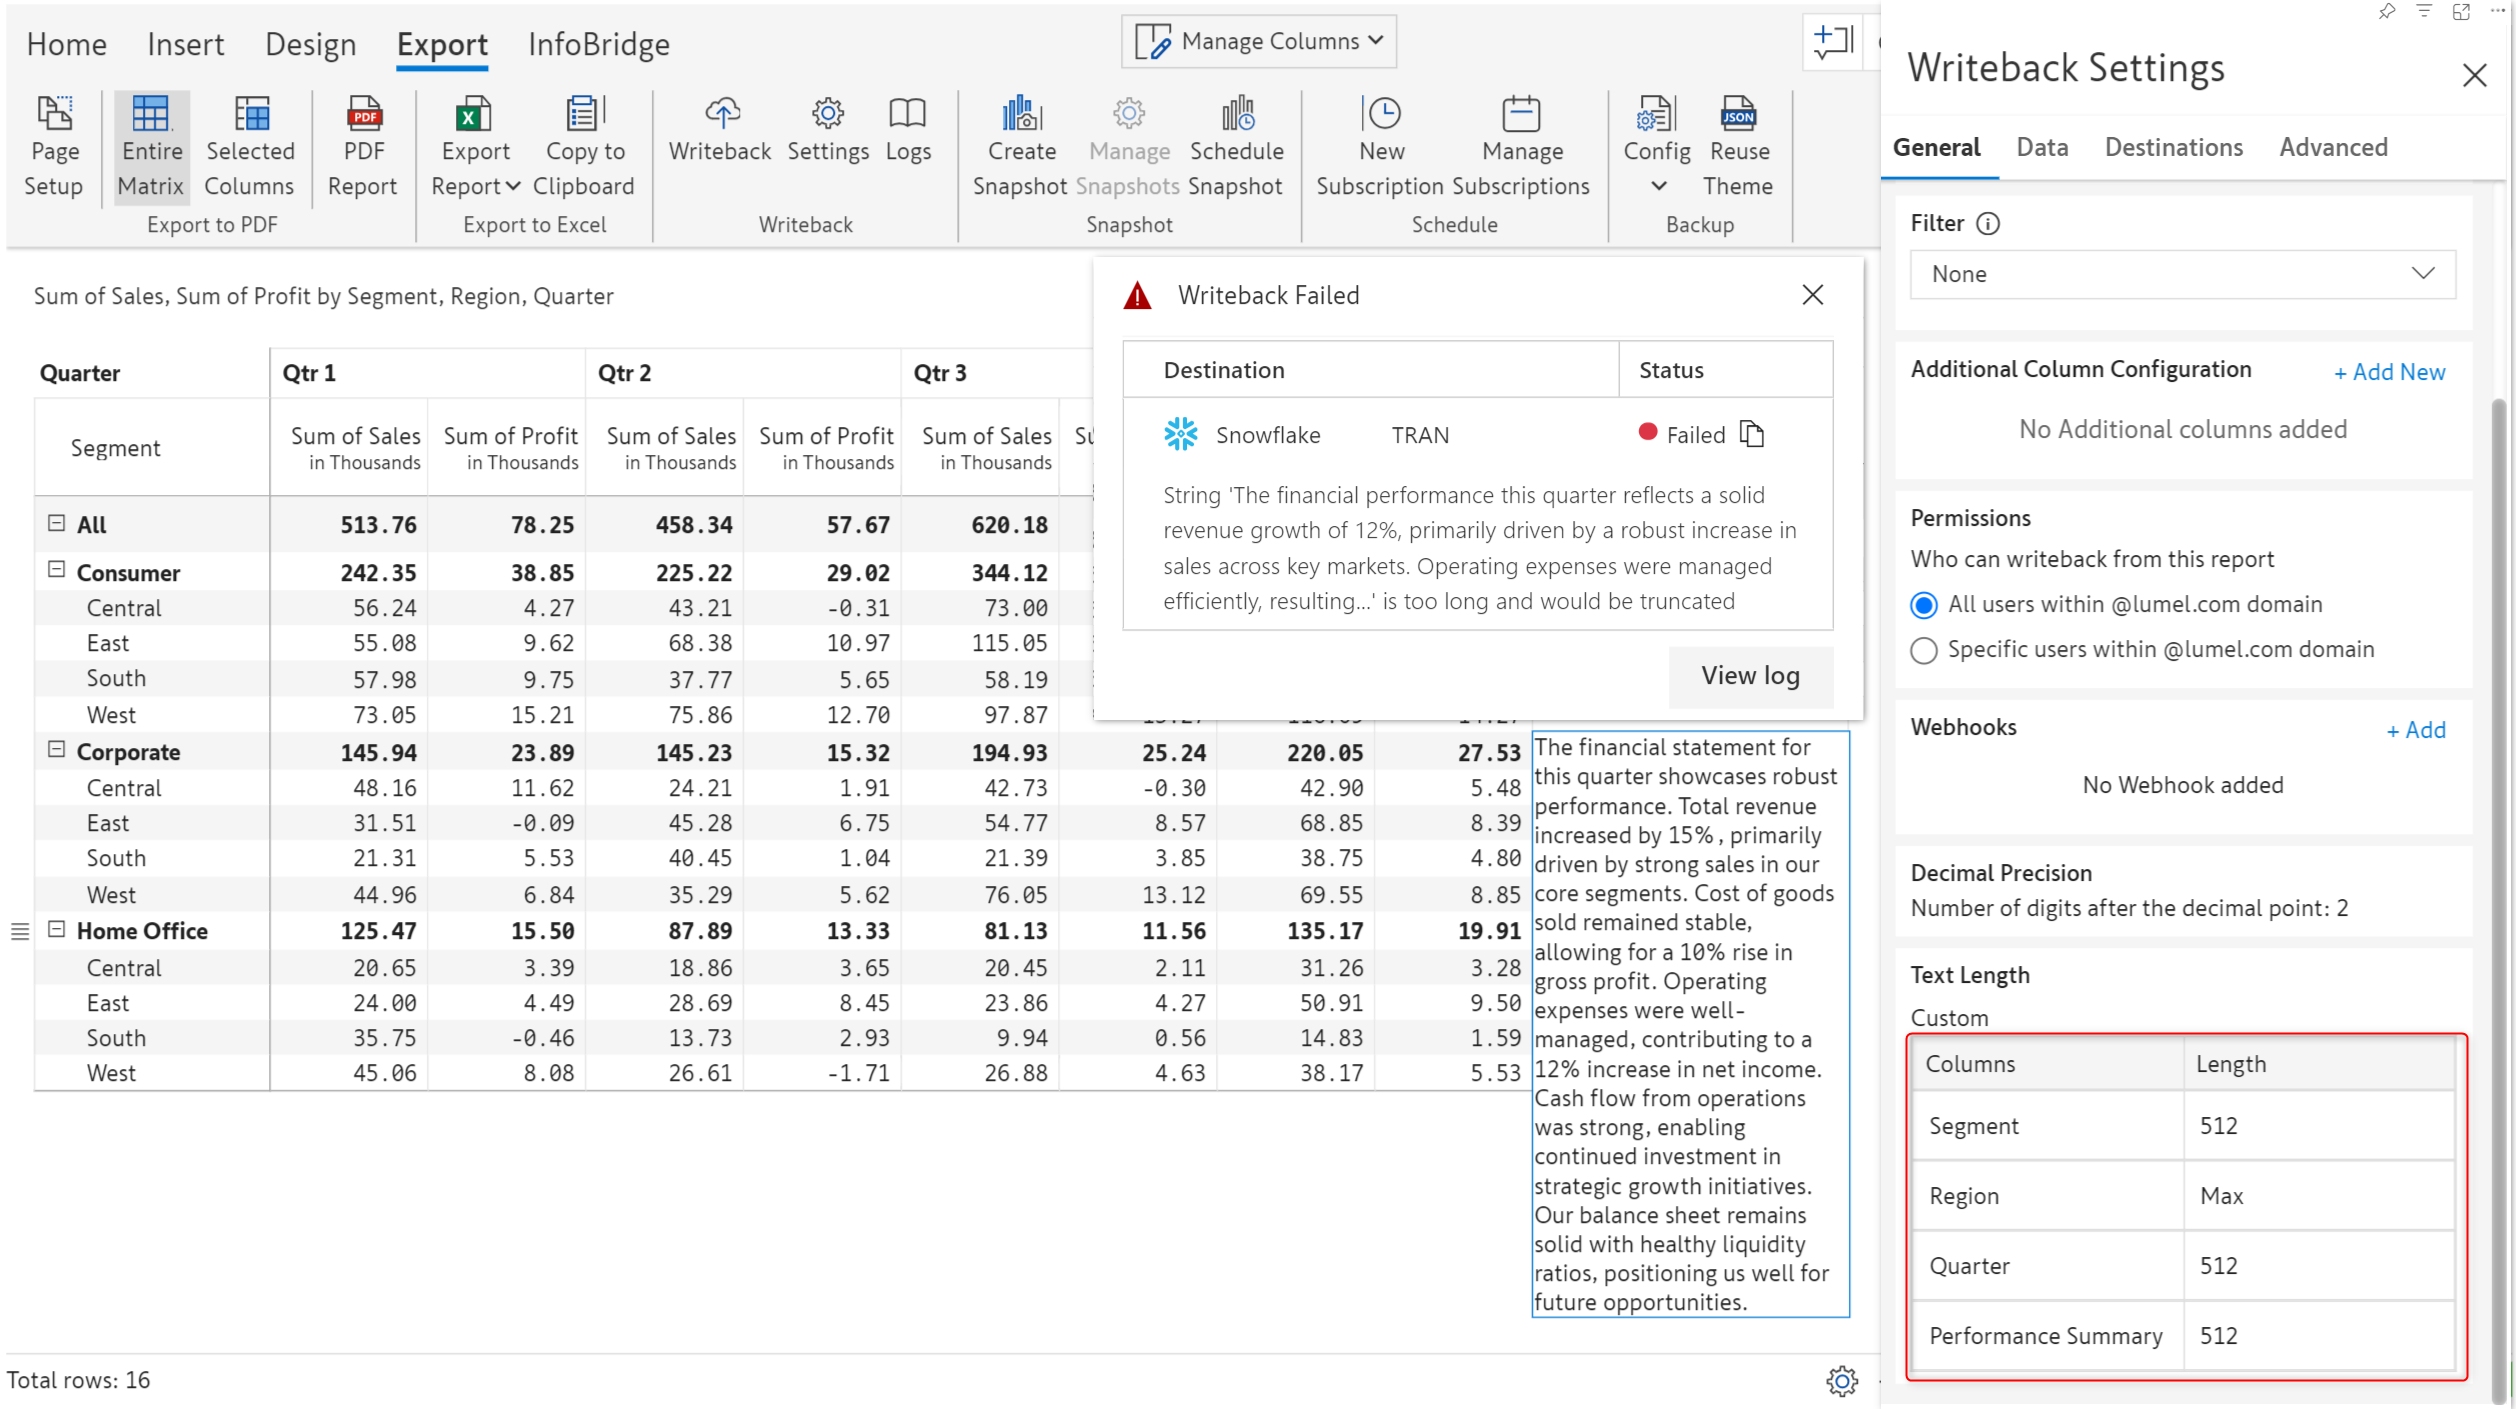 Home Insert Design Export InfoBridge
Manage Columns
Page Setup
Entire Matrix
Selected Columns
PDF Report
Export Report
Copy to Clipboard
Writeback
Settings
Logs
Create Snapshot
Manage Snapshots
Schedule Snapshot
New Subscription
Manage Subscriptions
Config
Reuse Theme
Export to PDF
Export to Excel
Writeback
Snapshot
Schedule
Backup
Sum of Sales, Sum of Profit by Segment, Region, Quarter
Quarter Qtr 1 Qtr 2 Qtr 3
Segment
Sum of Sales in Thousands
Sum of Profit in Thousands
Sum of Sales in Thousands
Sum of Profit in Thousands
Sum of Sales in Thousands
All 513.76 78.25 458.34 57.67 620.18
Consumer 242.35 38.85 225.22 29.02 344.12
Central 56.24 4.27 43.21 -0.31 73.00
East 55.08 9.62 68.38 10.97 115.05
South 57.98 9.75 37.77 5.65 58.19
West 73.05 15.21 75.86 12.70 97.87
Corporate 145.94 23.89 145.23 15.32 194.93 25.24 220.05 27.53
Central 48.16 11.62 24.21 1.91 42.73 -0.30 42.90 5.48
East 31.51 -0.09 45.28 6.75 54.77 8.57 68.85 8.39
South 21.31 5.53 40.45 1.04 21.39 3.85 38.75 4.80
West 44.96 6.84 35.29 5.62 76.05 13.12 69.55 8.85
Home Office 125.47 15.50 87.89 13.33 81.13 11.56 135.17 19.91
Central 20.65 3.39 18.86 3.65 20.45 2.11 31.26 3.28
East 24.00 4.49 28.69 8.45 23.86 4.27 50.91 9.50
South 35.75 -0.46 13.73 2.93 9.94 0.56 14.83 1.59
West 45.06 8.08 26.61 -1.71 26.88 4.63 38.17 5.53
The financial statement for
this quarter showcases robust
performance. Total revenue
increased by 15%, primarily
driven by strong sales in our
core segments. Cost of goods
sold remained stable,
allowing for a 10% rise in
gross profit. Operating
expenses were well-
managed, contributing to a
12% increase in net income.
Cash flow from operations
was strong, enabling
continued investment in
strategic growth initiatives.
Our balance sheet remains
solid with healthy liquidity
ratios, positioning us well for
future opportunities.
Total rows: 16
Writeback Failed
Destination Status
Snowflake TRAN Failed
String 'The financial performance this quarter reflects a solid
revenue growth of 12%, primarily driven by a robust increase in
sales across key markets. Operating expenses were managed
efficiently, resulting...' is too long and would be truncated
View log
Writeback Settings
General Data Destinations Advanced
Filter
None
Additional Column Configuration + Add New
No Additional columns added
Permissions
Who can writeback from this report
All users within @lumel.com domain
Specific users within @lumel.com domain
Webhooks + Add
No Webhook added
Decimal Precision
Number of digits after the decimal point: 2
Text Length
Custom
Columns Length
Segment 512
Region Max
Quarter 512
Performance Summary 512